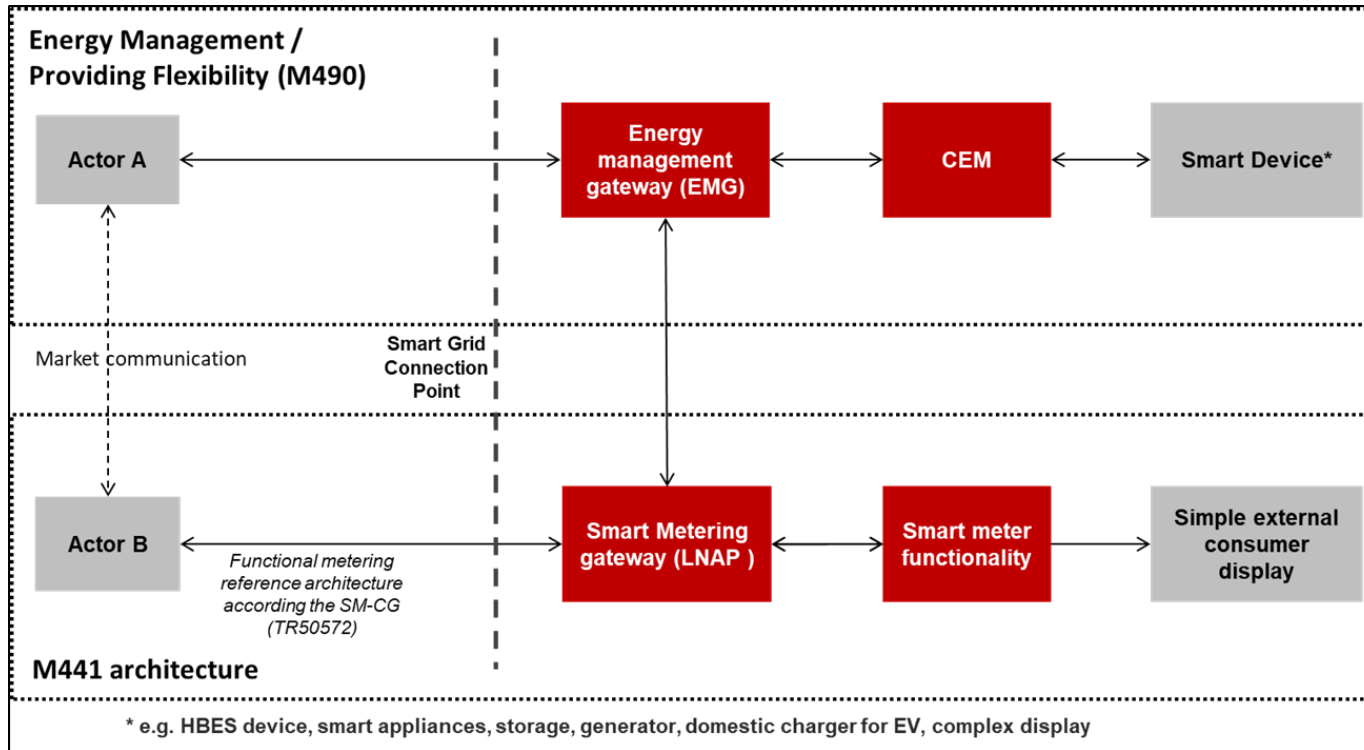 Energy Management /
Providing Flexibility (M490)
Actor A
Energy
management
gateway (EMG)
CEM
Smart Device*
Market communication
Smart Grid
Connection
Point
Actor B
Functional metering
reference architecture
according the SM-CG
(TR50572)
Smart Metering
gateway (LNAP )
Smart meter
functionality
Simple external
consumer
display
M441 architecture
* e.g. HBES device, smart appliances, storage, generator, domestic charger for EV, complex display